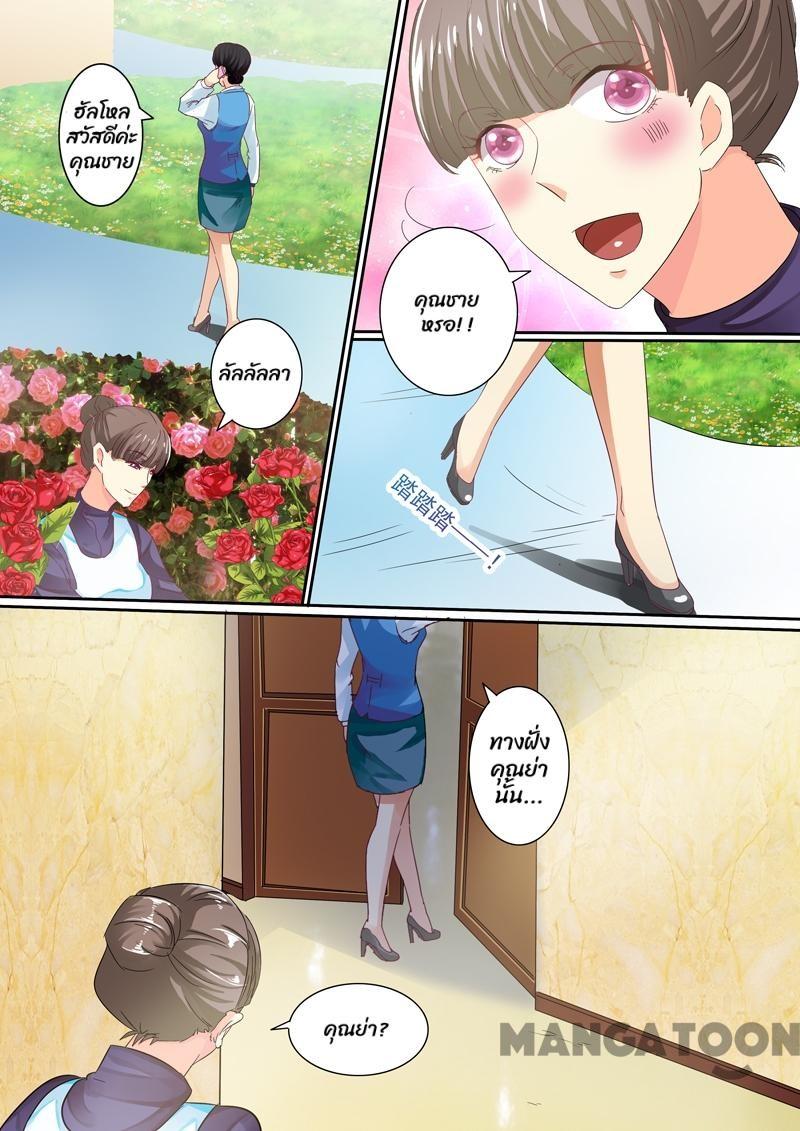 ฮัลโหล
สวัสดีค่ะ
คุณชาย
คุณชาย
หรอ!!
ลัลลัลลา
踏踏踏——!
ทางฝั่ง
คุณย่า
นั้น...
คุณย่า?
MANGATOON